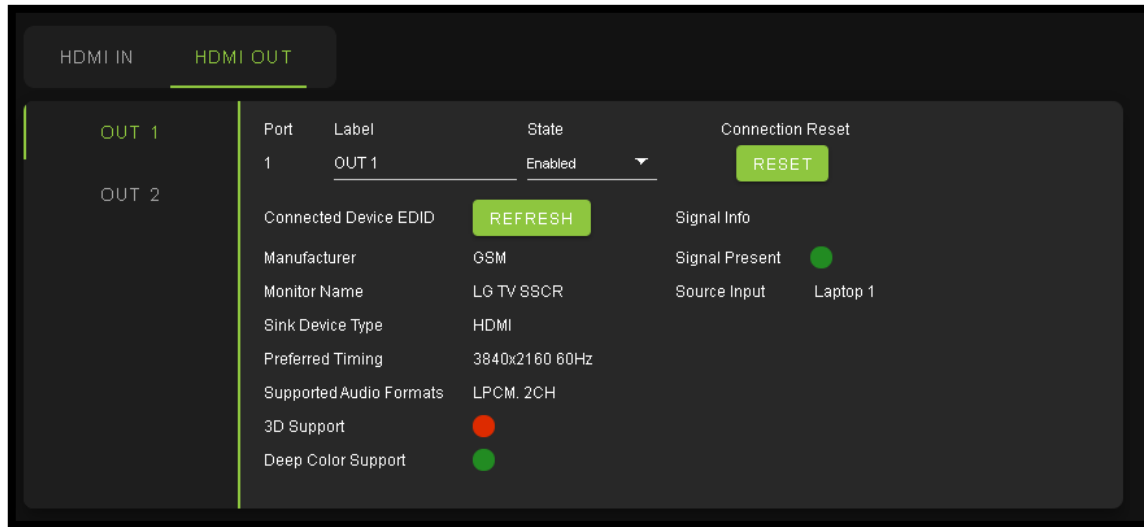 HDMI IN HDMI OUT
OUT 1
OUT 2
Port Label State Connection Reset
1 OUT 1 Enabled RESET
Connected Device EDID REFRESH Signal Info
Manufacturer GSM Signal Present
Monitor Name LG TV SSCR Source Input Laptop 1
Sink Device Type HDMI
Preferred Timing 3840x2160 60Hz
Supported Audio Formats LPCM. 2CH
3D Support
Deep Color Support